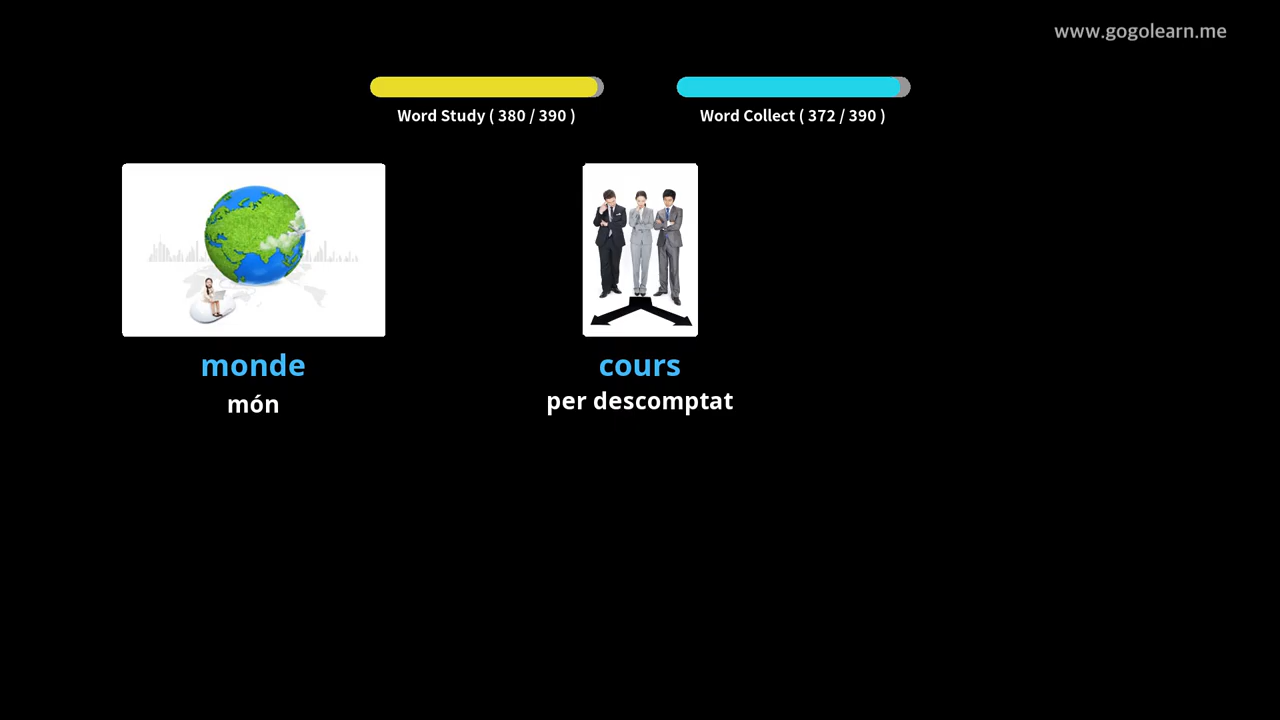 www.gogolearn.me
Word Study ( 380 / 390 )
Word Collect ( 372 / 390 )
monde
món
cours
per descomptat